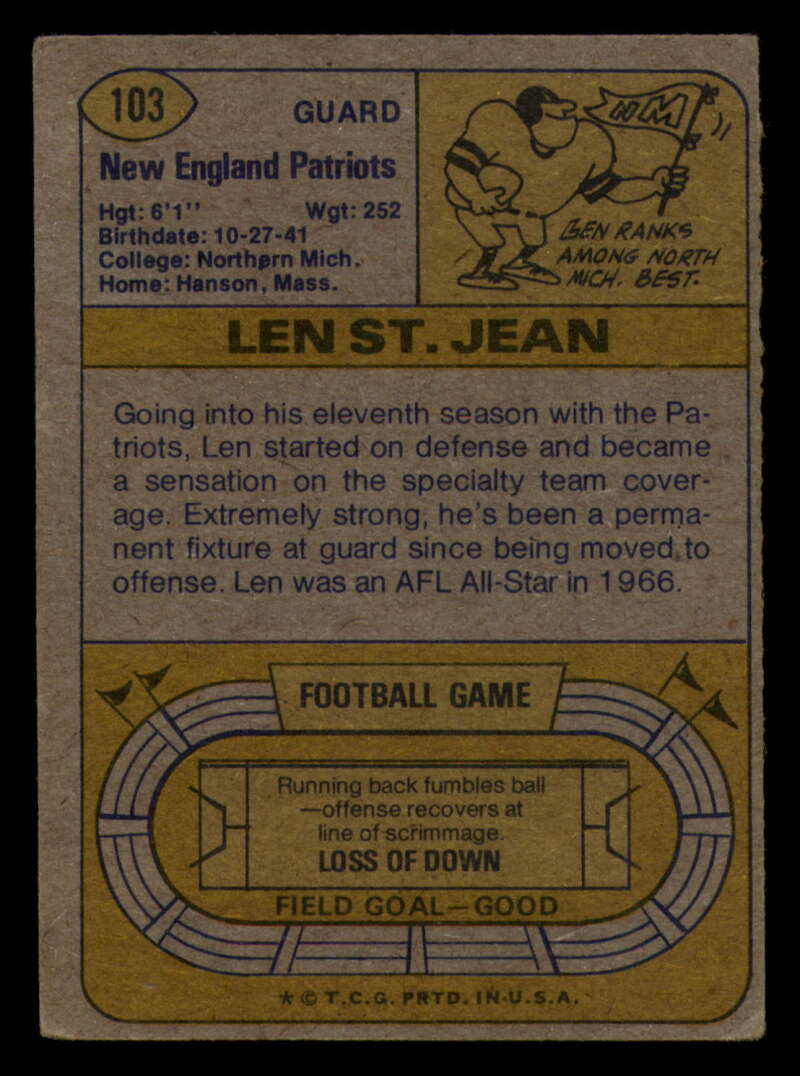 103
GUARD
New England Patriots
Hgt: 6'1" Wgt: 252
Birthdate: 10-27-41
College: Northern Mich.
Home: Hanson, Mass.
M
LEN RANKS
AMONG NORTH
MICH. BEST.
LEN ST. JEAN
Going into his eleventh season with the Pa-
triots, Len started on defense and became
a sensation on the specialty team cover-
age. Extremely strong, he's been a perma-
nent fixture at guard since being moved to
offense. Len was an AFL All-Star in 1966.
FOOTBALL GAME
Running back fumbles ball
—offense recovers at
line of scrimmage.
LOSS OF DOWN
FIELD GOAL—GOOD
* © T.C.G. PRTD. IN U.S.A.